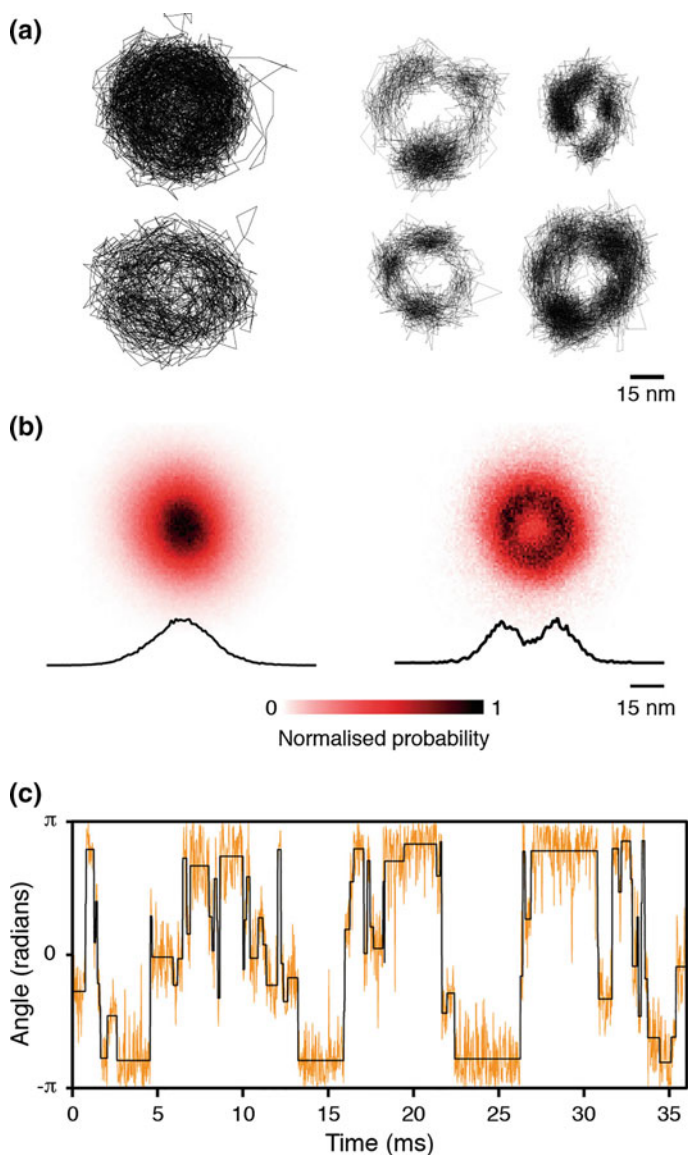 (a)
15 nm
(b)
0 1
15 nm
Normalised probability
(c)
π
0
-π
Angle (radians)
0 5 10 15 20 25 30 35
Time (ms)